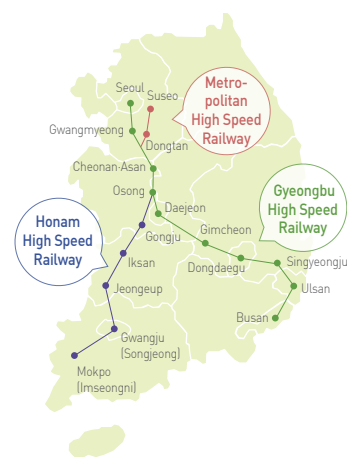 Seoul
Suseo
Metro-
politan
High Speed
Railway
Gwangmyeong
Dongtan
Cheonan·Asan
Osong
Daejeon
Gyeongbu
High Speed
Railway
Honam
High Speed
Railway
Gongju
Gimcheon
Iksan
Dongdaegu
Singyeongju
Jeongeup
Ulsan
Busan
Gwangju
(Songjeong)
Mokpo
(Imseongni)